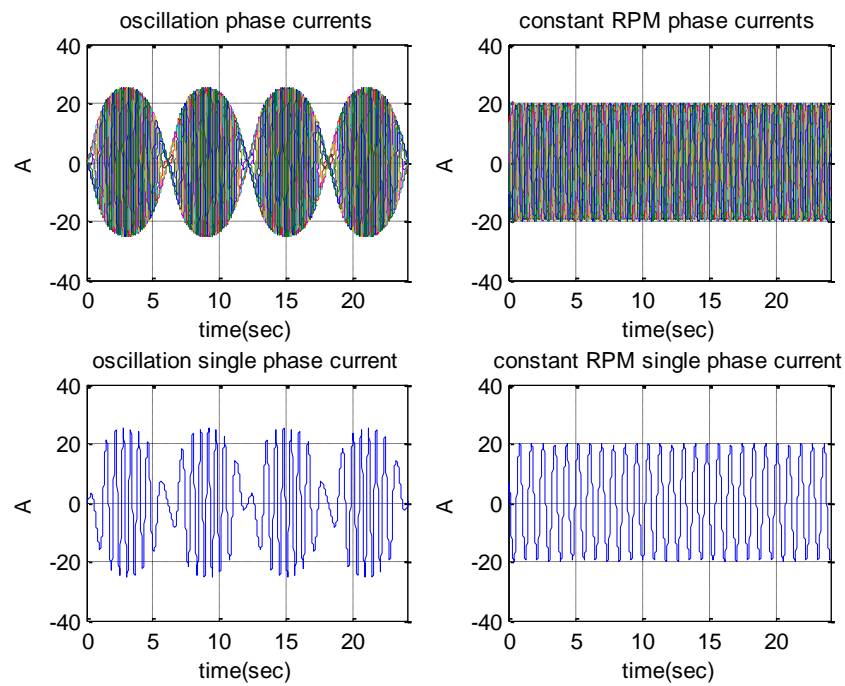 oscillation phase currents
40
20
0
-20
-40
A
0 5 10 15 20
time(sec)
constant RPM phase currents
40
20
0
-20
-40
A
0 5 10 15 20
time(sec)
oscillation single phase current
40
20
0
-20
-40
A
0 5 10 15 20
time(sec)
constant RPM single phase current
40
20
0
-20
-40
A
0 5 10 15 20
time(sec)